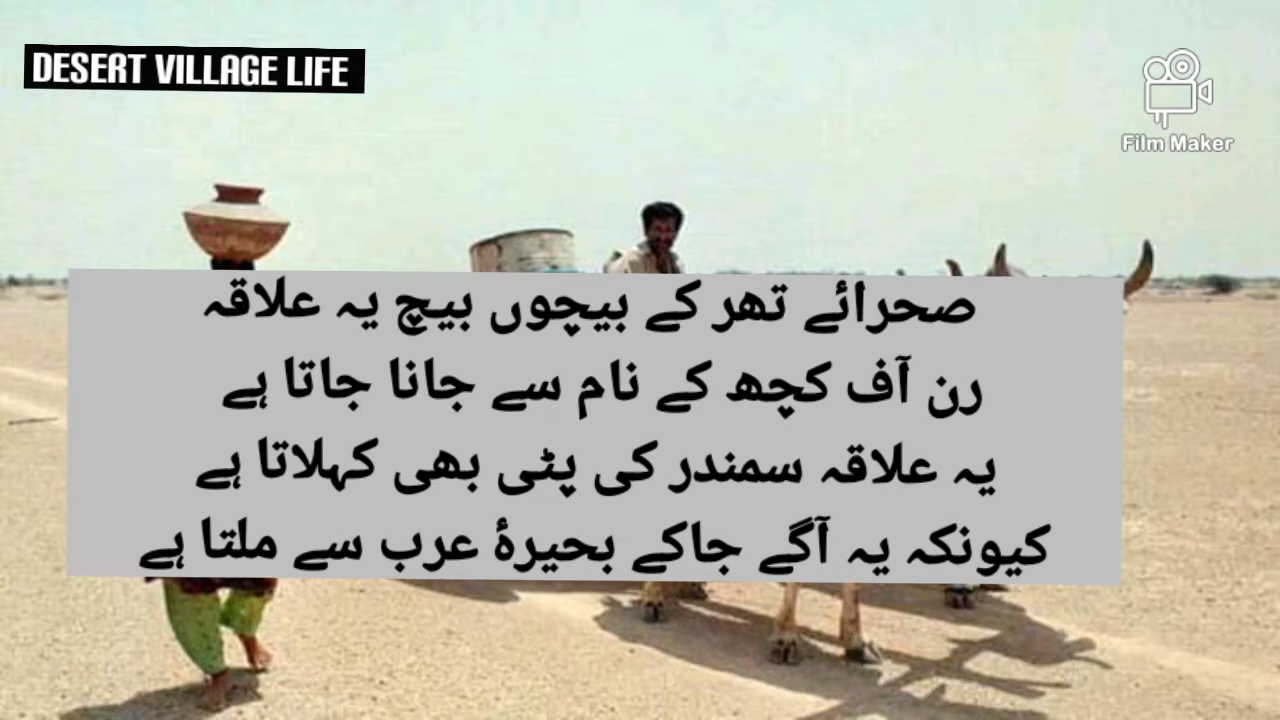 DESERT VILLAGE LIFE
Film Maker
صحرائے تھر کے بیچوں بیچ یہ علاقہ
رن آف کچھ کے نام سے جانا جاتا ہے
یہ علاقہ سمندر کی پٹی بھی کہلاتا ہے
کیونکہ یہ آگے جاکے بحیرۂ عرب سے ملتا ہے